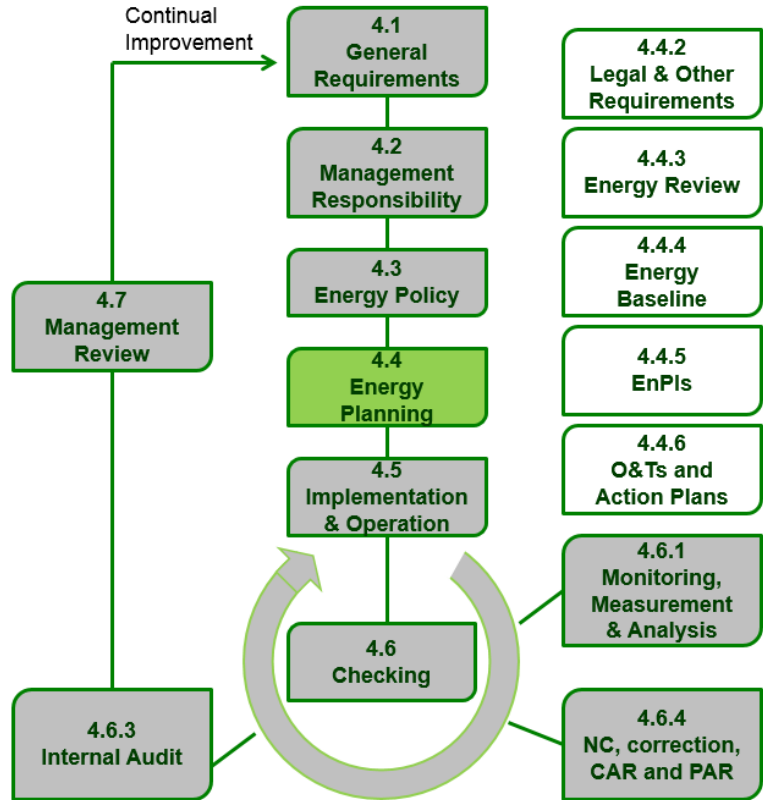 Continual
Improvement
4.1
General
Requirements
4.2
Management
Responsibility
4.3
Energy Policy
4.4
Energy
Planning
4.5
Implementation
& Operation
4.6
Checking
4.7
Management
Review
4.6.3
Internal Audit
4.4.2
Legal & Other
Requirements
4.4.3
Energy Review
4.4.4
Energy
Baseline
4.4.5
EnPIs
4.4.6
O&Ts and
Action Plans
4.6.1
Monitoring,
Measurement
& Analysis
4.6.4
NC, correction,
CAR and PAR